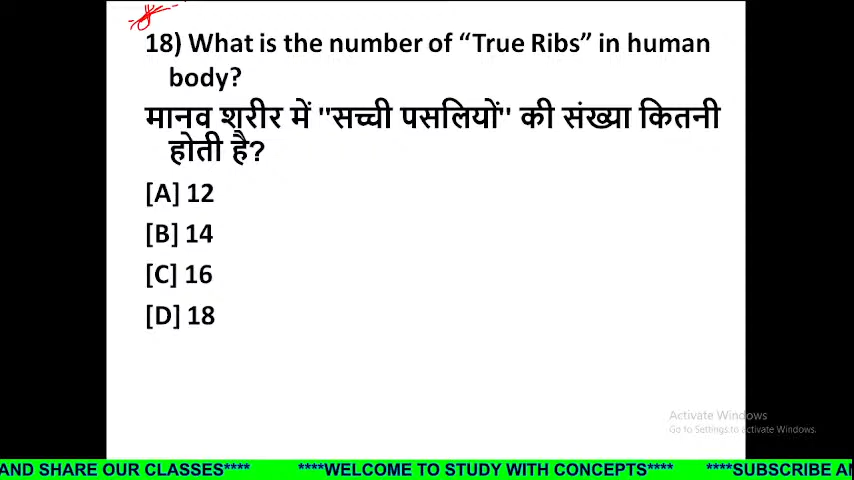 18) What is the number of “True Ribs” in human
body?
मानव शरीर में "सच्ची पसलियों" की संख्या कितनी
होती है?
[A] 12
[B] 14
[C] 16
[D] 18
Activate Windows
Go to Settings to activate Windows.
AND SHARE OUR CLASSES**** ****WELCOME TO STUDY WITH CONCEPTS**** ****SUBSCRIBE